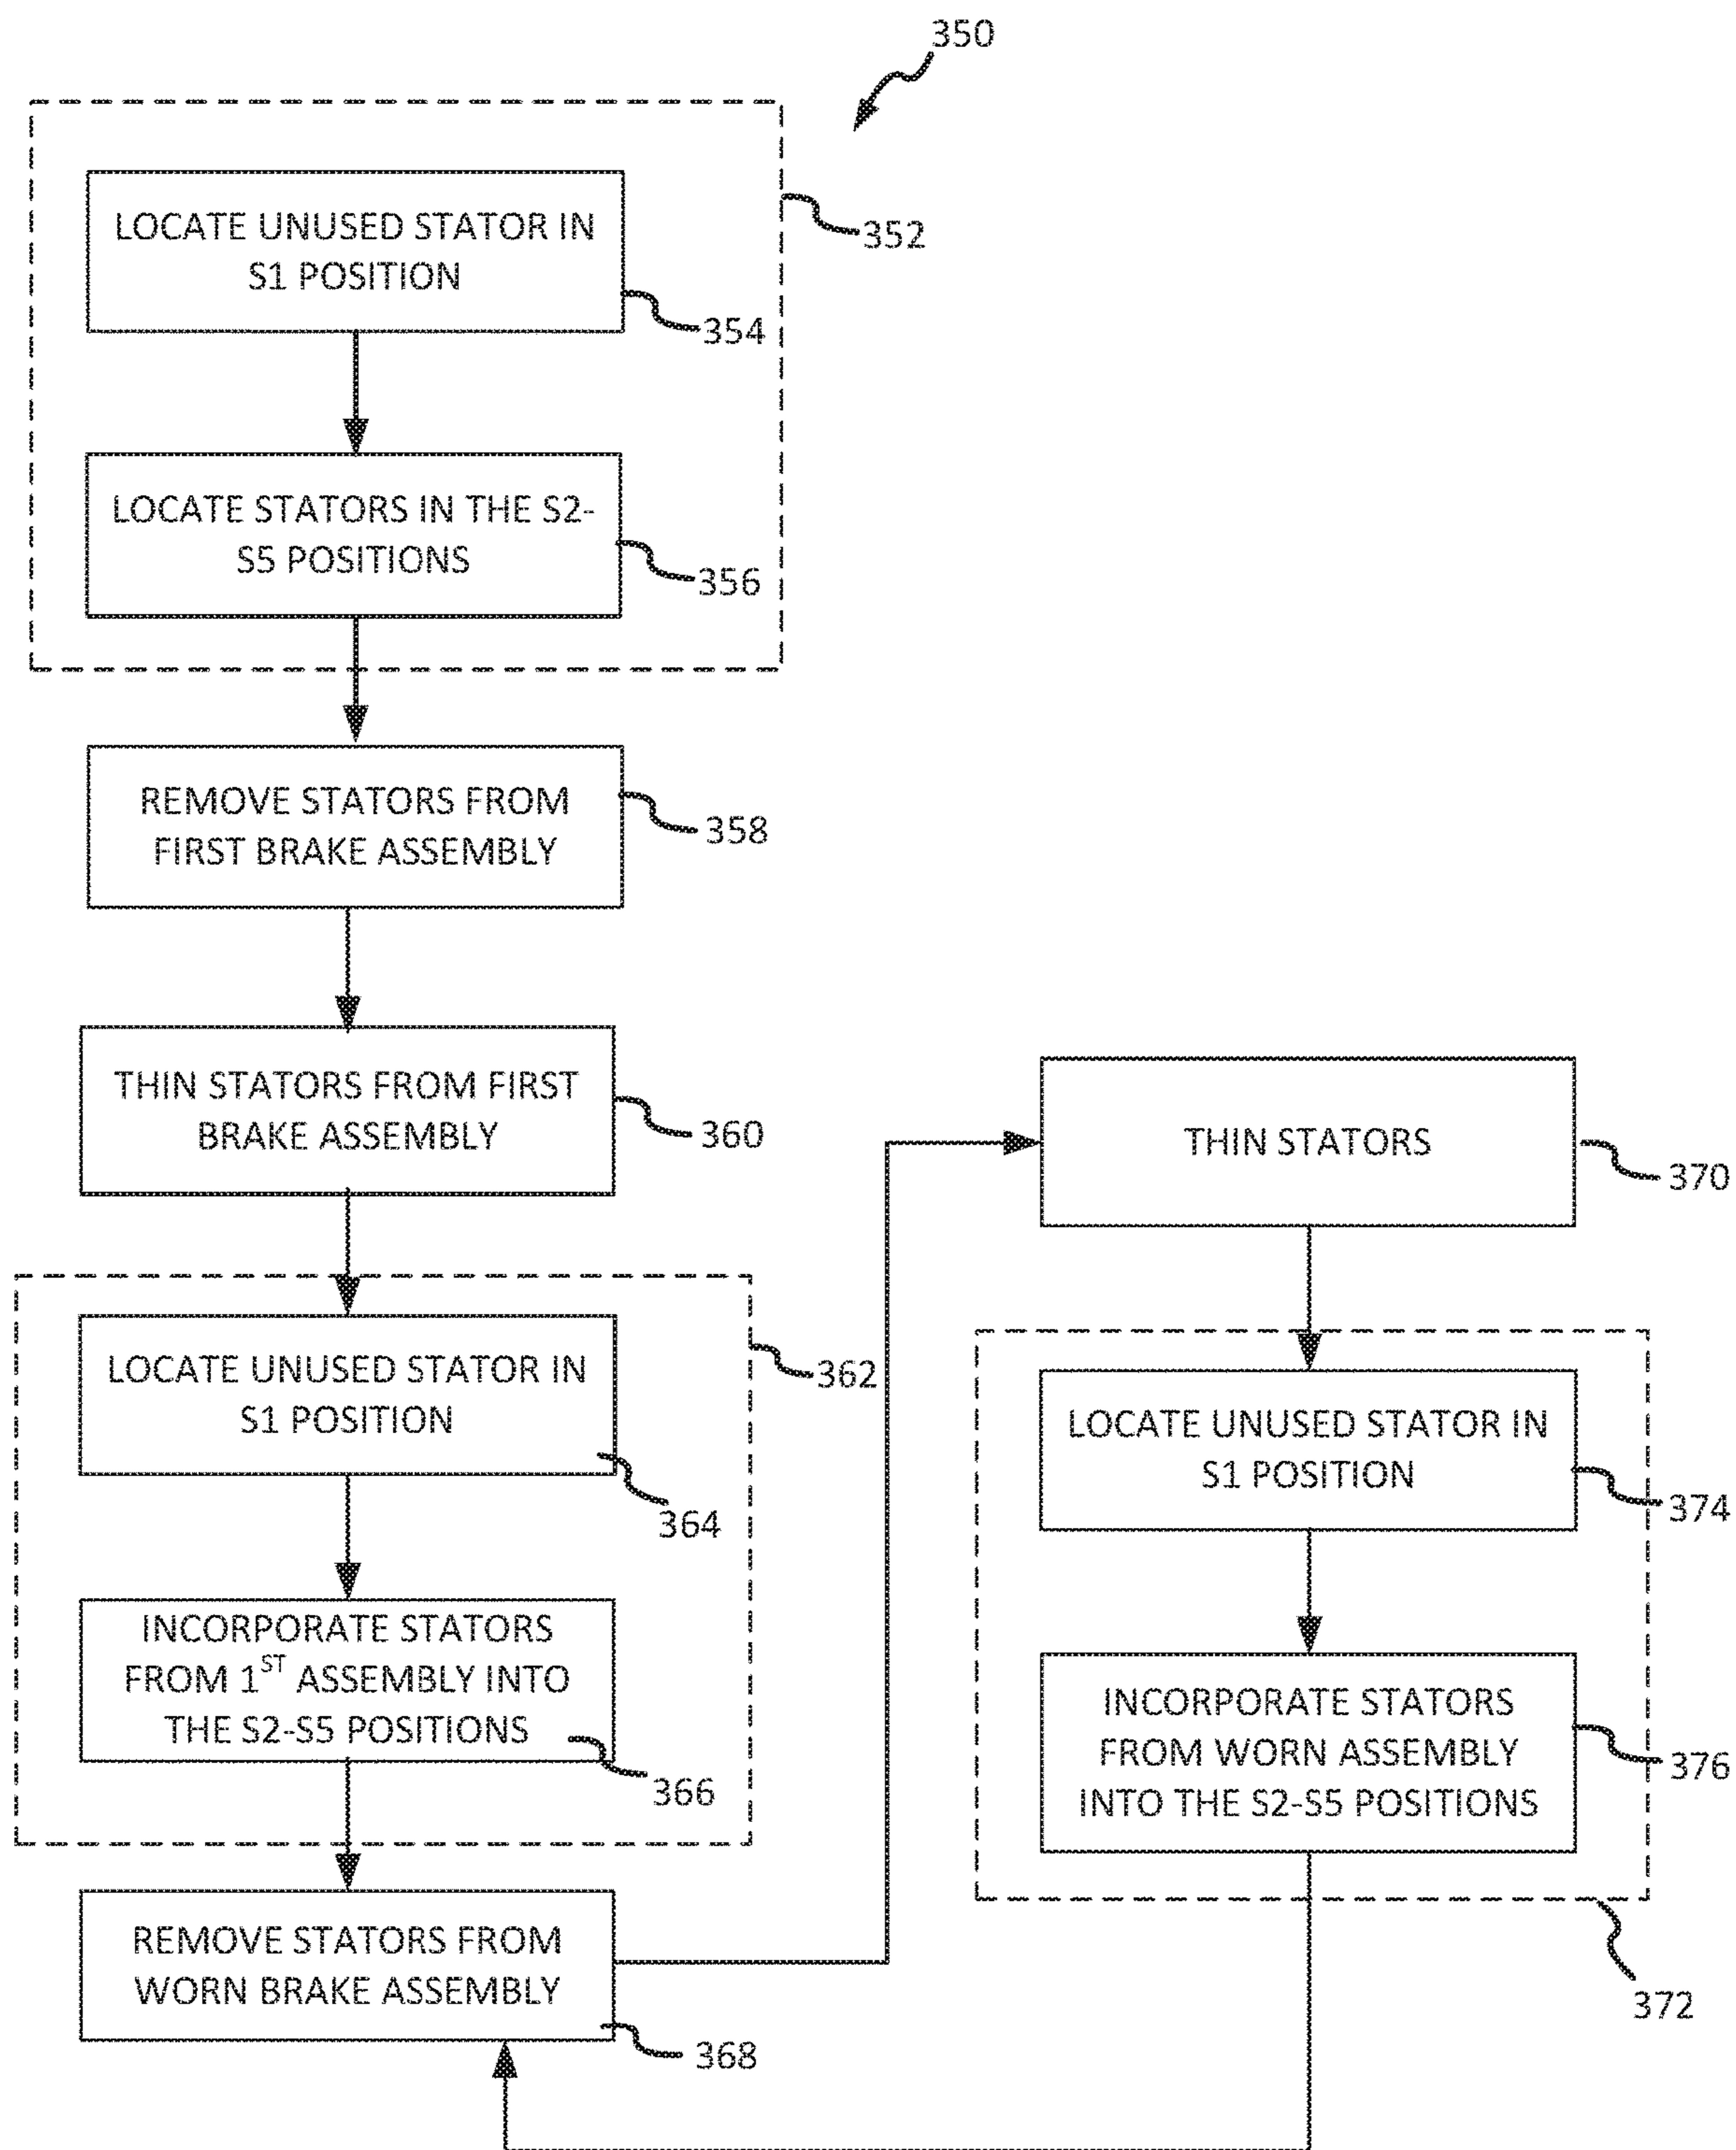 350
LOCATE UNUSED STATOR IN
S1 POSITION
352
354
LOCATE STATORS IN THE S2-
S5 POSITIONS
356
REMOVE STATORS FROM
FIRST BRAKE ASSEMBLY
358
THIN STATORS FROM FIRST
BRAKE ASSEMBLY
360
LOCATE UNUSED STATOR IN
S1 POSITION
362
364
INCORPORATE STATORS
FROM 1ST ASSEMBLY INTO
THE S2-S5 POSITIONS
366
REMOVE STATORS FROM
WORN BRAKE ASSEMBLY
368
THIN STATORS
370
LOCATE UNUSED STATOR IN
S1 POSITION
374
INCORPORATE STATORS
FROM WORN ASSEMBLY
INTO THE S2-S5 POSITIONS
376
372